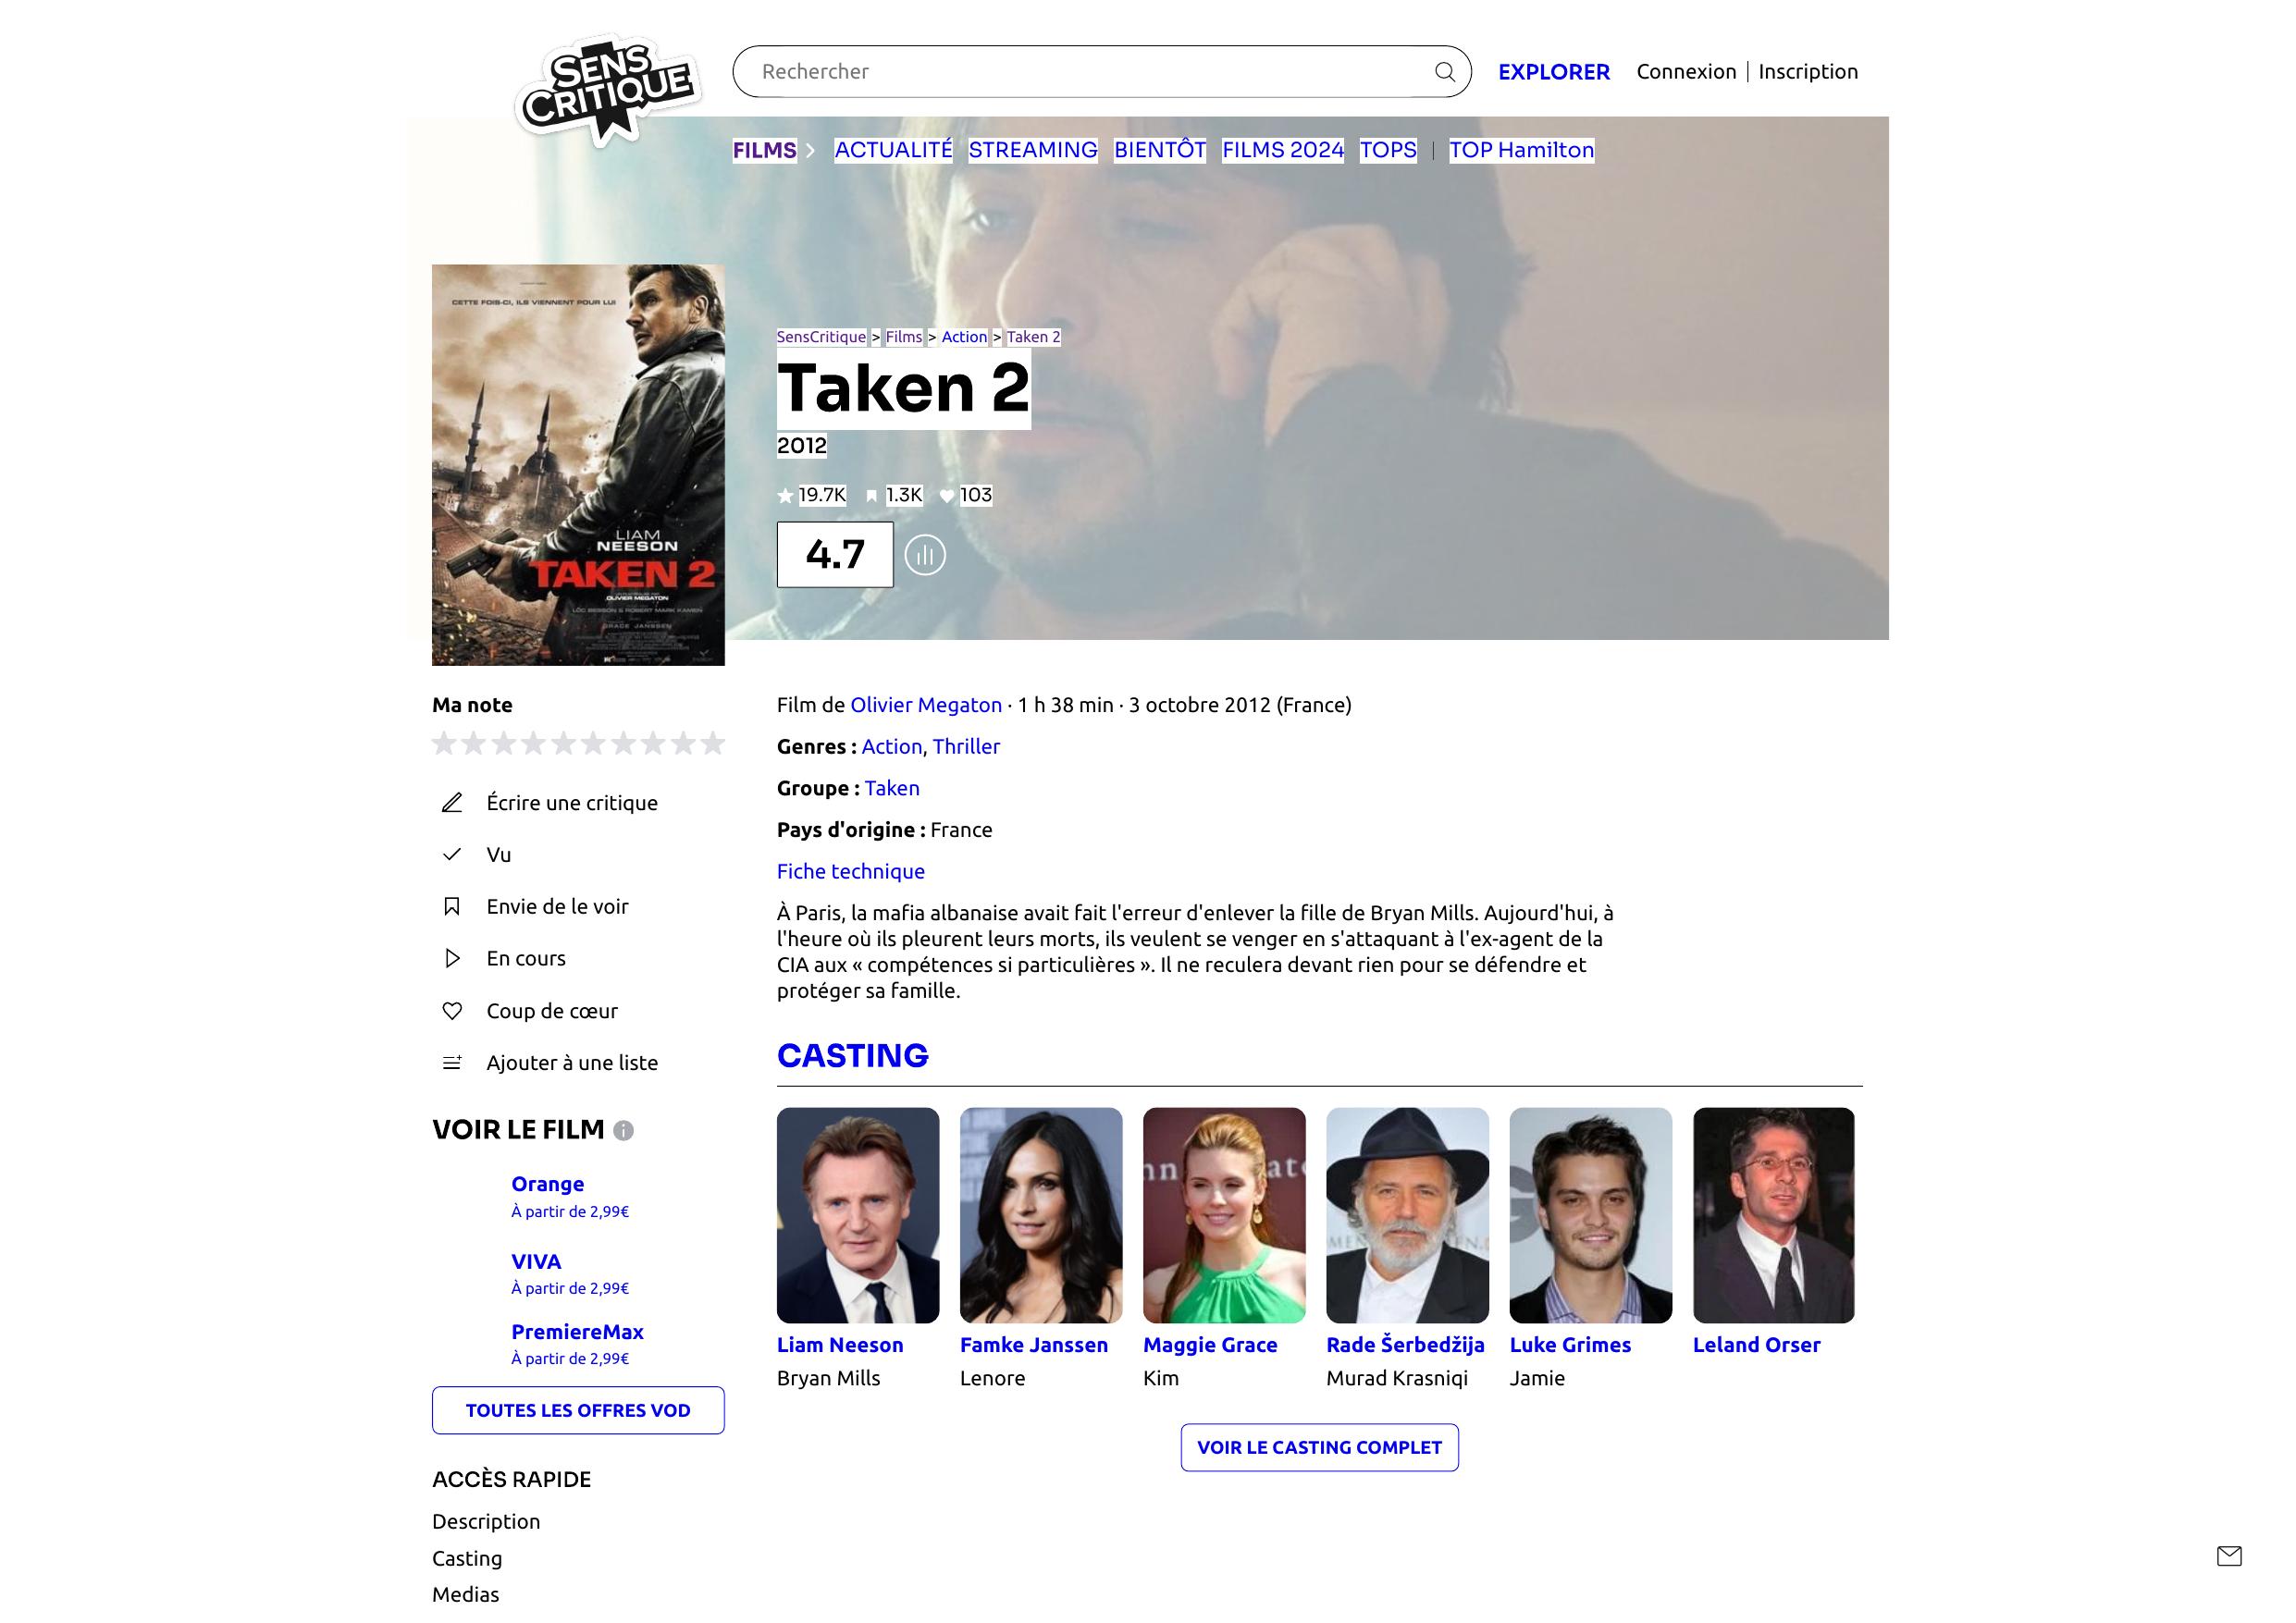 SENS
CRITIQUE
Rechercher
EXPLORER
Connexion | Inscription
FILMS
ACTUALITÉ
STREAMING
BIENTÔT
FILMS 2024
TOPS
|
TOP Hamilton
CETTE FOIS-CI, ILS VIENNENT POUR LUI
LIAM
NEESON
TAKEN 2
OLIVIER MEGATON
SensCritique > Films > Action > Taken 2
Taken 2
2012
19.7K
1.3K
103
4.7
Ma note
Écrire une critique
Vu
Envie de le voir
En cours
Coup de cœur
Ajouter à une liste
VOIR LE FILM
Orange
À partir de 2,99€
VIVA
À partir de 2,99€
PremiereMax
À partir de 2,99€
TOUTES LES OFFRES VOD
ACCÈS RAPIDE
Description
Casting
Medias
Film de Olivier Megaton · 1 h 38 min · 3 octobre 2012 (France)
Genres : Action, Thriller
Groupe : Taken
Pays d'origine : France
Fiche technique
À Paris, la mafia albanaise avait fait l'erreur d'enlever la fille de Bryan Mills. Aujourd'hui, à
l'heure où ils pleurent leurs morts, ils veulent se venger en s'attaquant à l'ex-agent de la
CIA aux « compétences si particulières ». Il ne reculera devant rien pour se défendre et
protéger sa famille.
CASTING
Liam Neeson
Bryan Mills
Famke Janssen
Lenore
Maggie Grace
Kim
Rade Šerbedžija
Murad Krasniqi
Luke Grimes
Jamie
Leland Orser
VOIR LE CASTING COMPLET